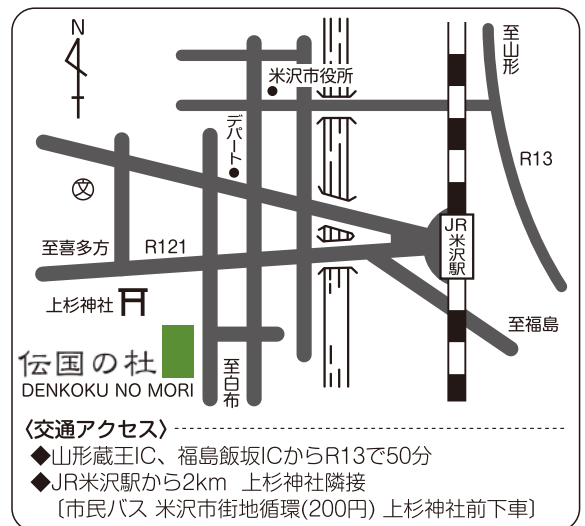 N
至山形
米沢市役所
デパート
R13
文
JR米沢駅
至喜多方
R121
上杉神社
至福島
伝国の杜
DENKOKU NO MORI
至白布
〈交通アクセス〉
◆山形蔵王IC、福島飯坂ICからR13で50分
◆JR米沢駅から2km 上杉神社隣接
〔市民バス 米沢市街地循環(200円) 上杉神社前下車〕